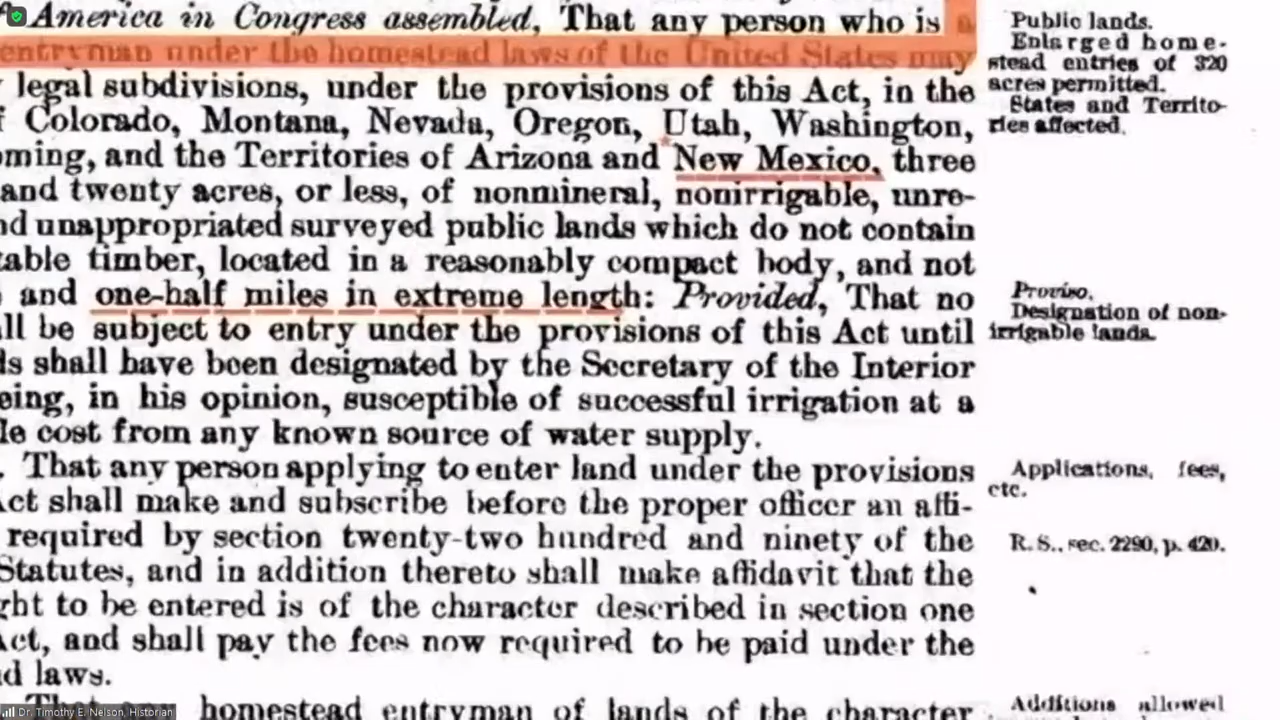 America in Congress assembled, That any person who is a
entryman under the homestead laws of the United States may
legal subdivisions, under the provisions of this Act, in the
f Colorado, Montana, Nevada, Oregon, Utah, Washington,
oming, and the Territories of Arizona and New Mexico, three
and twenty acres, or less, of nonmineral, nonirrigable, unre-
nd unappropriated surveyed public lands which do not contain
table timber, located in a reasonably compact body, and not
and one-half miles in extreme length: Provided, That no
ll be subject to entry under the provisions of this Act until
ds shall have been designated by the Secretary of the Interior
eing, in his opinion, susceptible of successful irrigation at a
le cost from any known source of water supply.
. That any person applying to enter land under the provisions
Act shall make and subscribe before the proper officer an affi-
required by section twenty-two hundred and ninety of the
Statutes, and in addition thereto shall make affidavit that the
ght to be entered is of the character described in section one
Act, and shall pay the fees now required to be paid under the
d laws.
That any homestead entryman of lands of the character
Public lands.
Enlarged home-
stead entries of 320
acres permitted.
States and Territo-
ries affected.
Proviso.
Designation of non-
irrigable lands.
Applications, fees,
etc.
R. S., sec. 2290, p. 420.
Additions allowed
Dr. Timothy E. Nelson, Historian